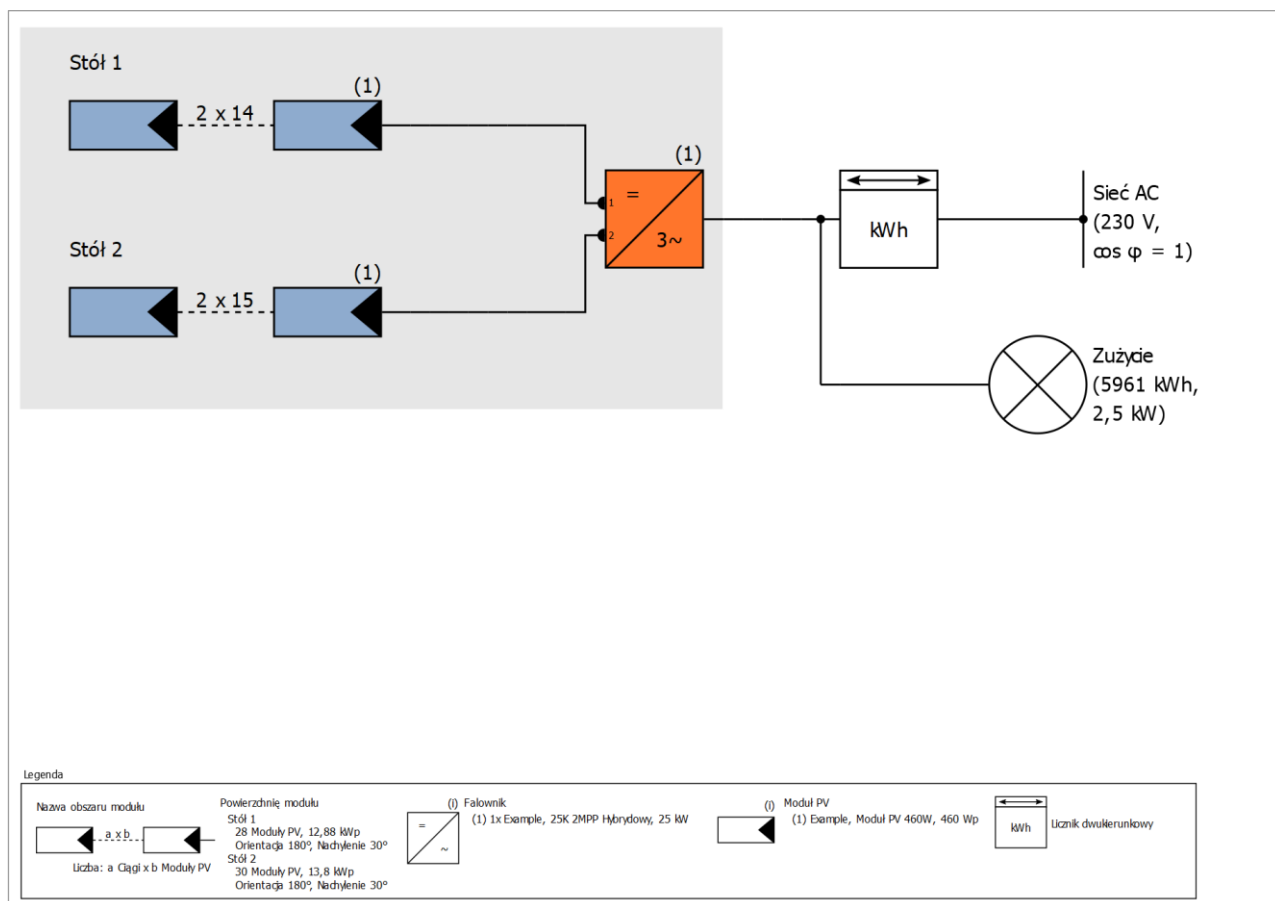 Stół 1
(1)
2 x 14
(1)
1
=
2
3~
Stół 2
(1)
2 x 15
kWh
Sieć AC
(230 V,
cos φ = 1)
Zużycie
(5961 kWh,
2,5 kW)
Legenda
Nazwa obszaru modułu
a x b
Liczba: a Ciągi x b Moduły PV
Powierzchnię modułu
Stół 1
28 Moduły PV, 12,88 kWp
Orientacja 180°, Nachylenie 30°
Stół 2
30 Moduły PV, 13,8 kWp
Orientacja 180°, Nachylenie 30°
=
~
(i) Falownik
(1) 1x Example, 25K 2MPP Hybrydowy, 25 kW
(i) Moduł PV
(1) Example, Moduł PV 460W, 460 Wp
kWh
Licznik dwukierunkowy